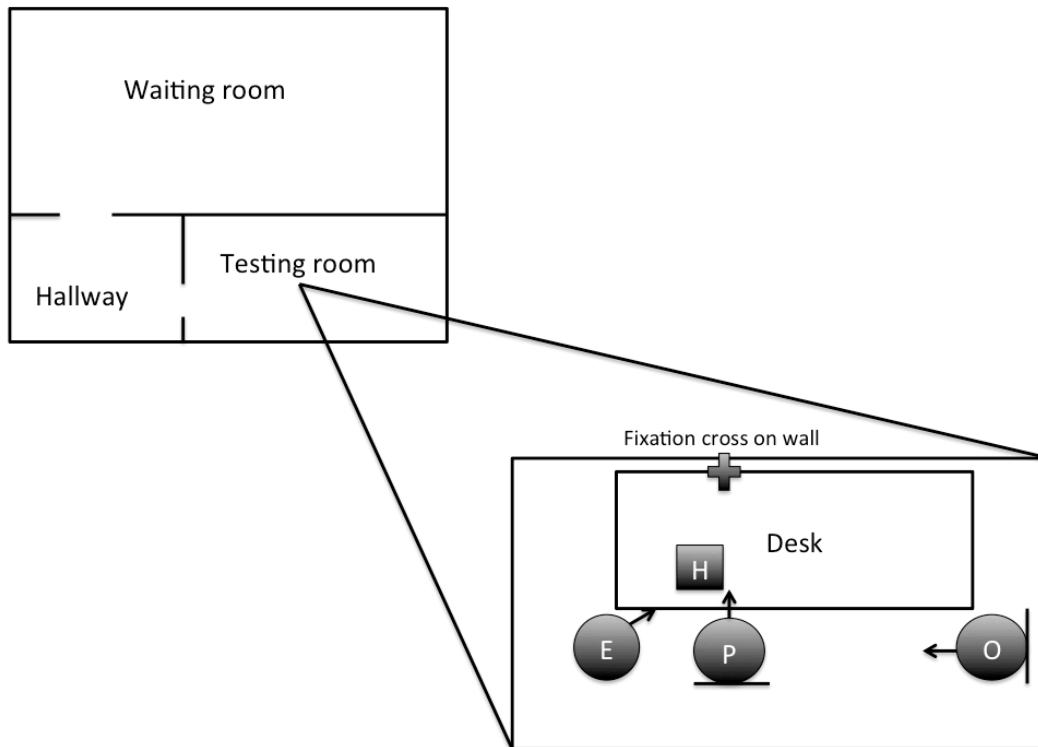 Waiting room
Testing room
Hallway
Fixation cross on wall
Desk
H
E
P
O